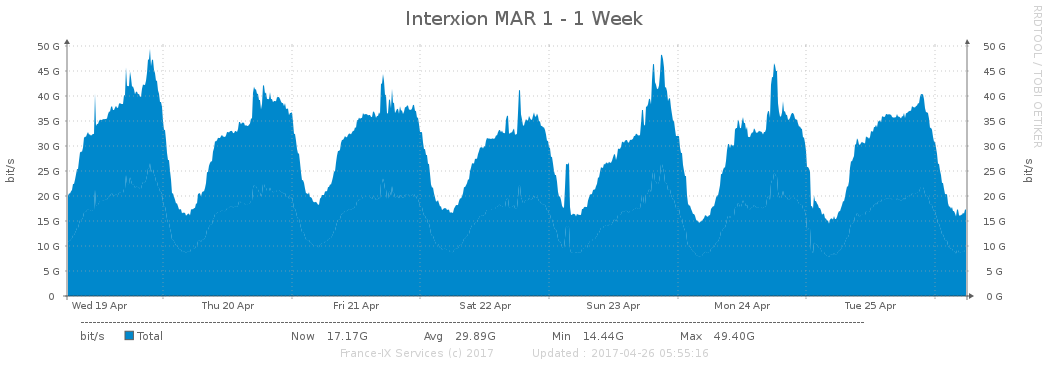 Interxion MAR 1 - 1 Week
RRDTOOL / TOBI OETIKER
bit/s
50 G 50 G
45 G 45 G
40 G 40 G
35 G 35 G
30 G 30 G
25 G 25 G
20 G 20 G
15 G 15 G
10 G 10 G
5 G 5 G
0 0 G
bit/s
Wed 19 Apr Thu 20 Apr Fri 21 Apr Sat 22 Apr Sun 23 Apr Mon 24 Apr Tue 25 Apr
bit/s Total Now 17.17G Avg 29.89G Min 14.44G Max 49.40G
France-IX Services (c) 2017 Updated : 2017-04-26 05:55:16